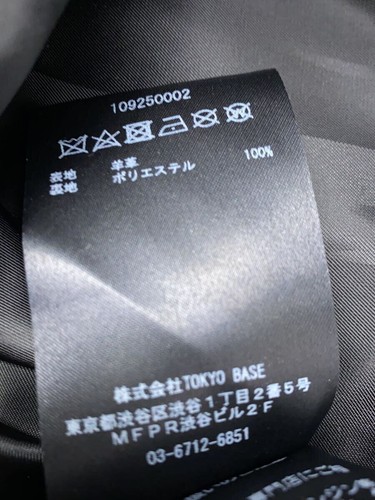 109250002
表地 羊革
裏地 ポリエステル 100%
株式会社TOKYO BASE
東京都渋谷区渋谷1丁目2番5号
MFPR渋谷ビル2F
03-6712-6851